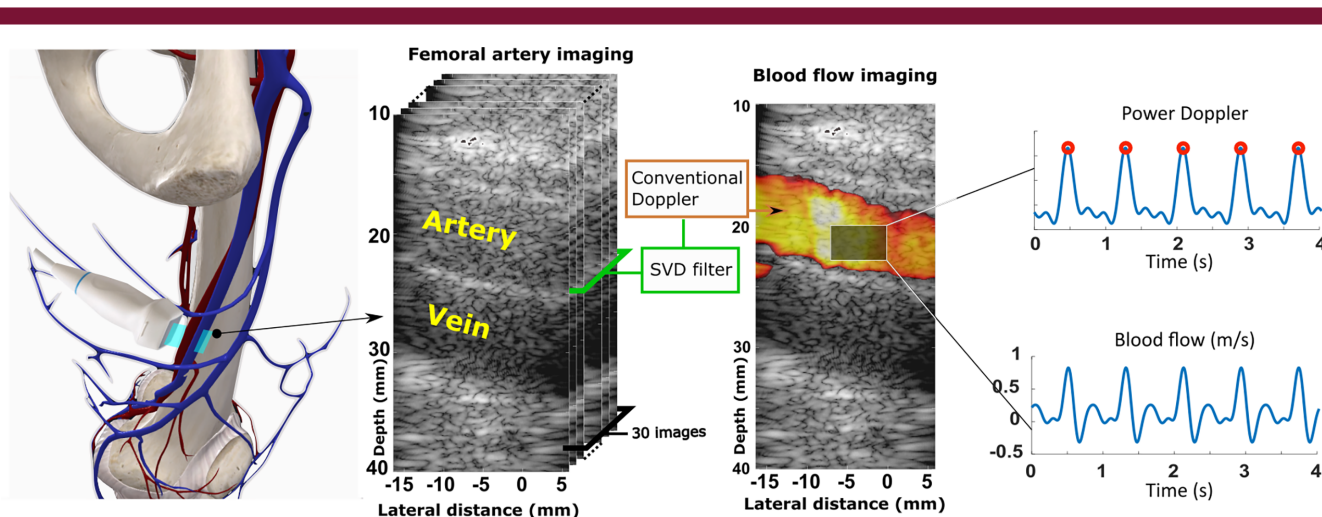 Femoral artery imaging
10
20
30
40
Depth (mm)
-15 -10 -5 0 5
Lateral distance (mm)
Artery
Vein
30 images
Conventional
Doppler
SVD filter
Blood flow imaging
10
20
30
40
Depth (mm)
-15 -10 -5 0 5
Lateral distance (mm)
Power Doppler
0 1 2 3 4
Time (s)
Blood flow (m/s)
1
0.5
0
-0.5
0 1 2 3 4
Time (s)